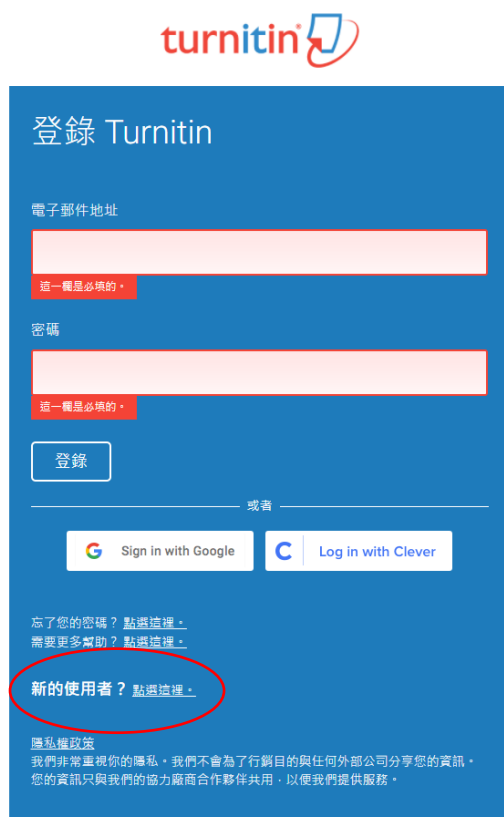 turnitin
登錄 Turnitin
電子郵件地址
這一欄是必填的。
密碼
這一欄是必填的。
登錄
或者
Sign in with Google
C Log in with Clever
忘了您的密碼？點選這裡。
需要更多幫助？點選這裡。
新的使用者？點選這裡。
隱私權政策
我們非常重視你的隱私。我們不會為了行銷目的與任何外部公司分享您的資訊。
您的資訊只與我們的協力廠商合作夥伴共用，以便我們提供服務。